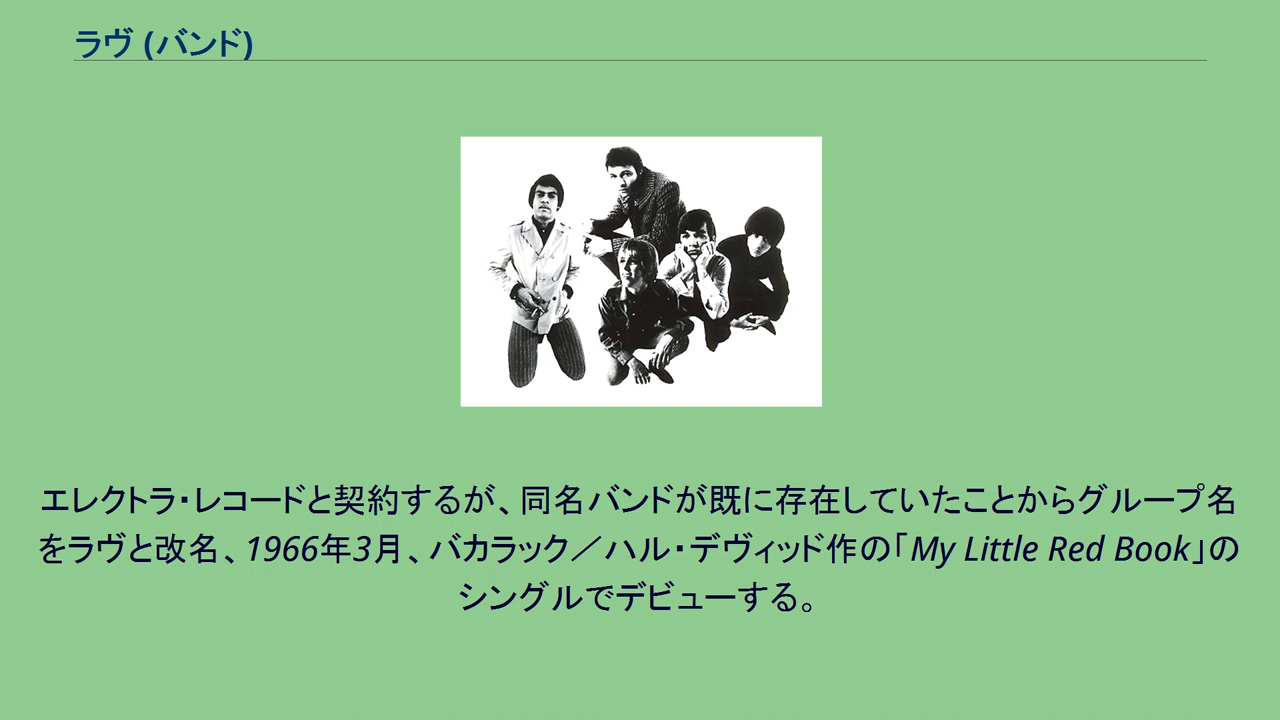 ラヴ (バンド)
エレクトラ・レコードと契約するが、同名バンドが既に存在していたことからグループ名
をラヴと改名、1966年3月、バカラック／ハル・デヴィッド作の「My Little Red Book」の
シングルでデビューする。